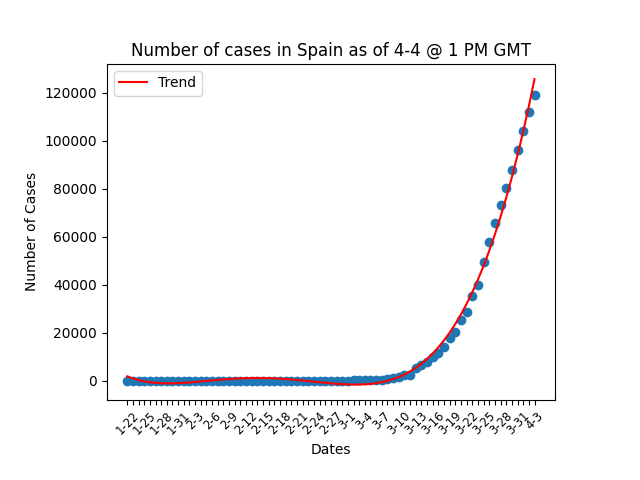 Number of cases in Spain as of 4-4 @ 1 PM GMT
Trend
120000
100000
80000
60000
40000
20000
0
Number of Cases
1-22 1-25 1-28 1-31 2-3 2-6 2-9 2-12 2-15 2-18 2-21 2-24 2-27 3-1 3-4 3-7 3-10 3-13 3-16 3-19 3-22 3-25 3-28 3-31 4-3
Dates